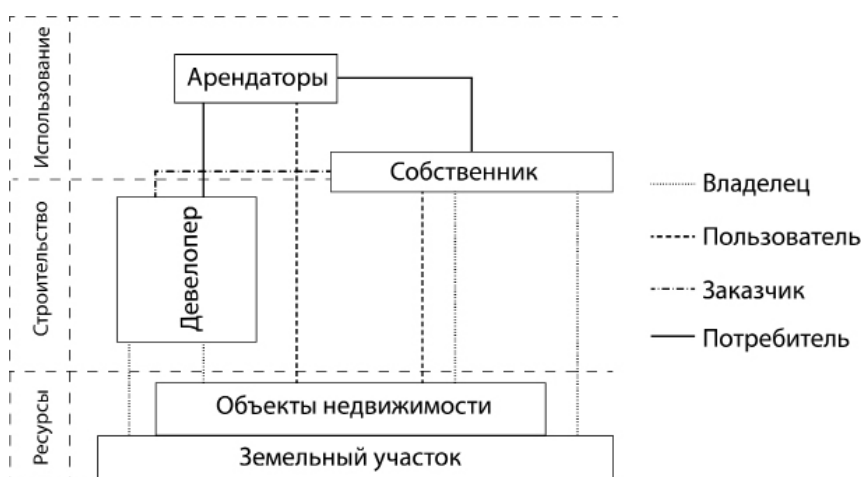 Использование
Арендаторы
Собственник
Строительство
Девелопер
Ресурсы
Объекты недвижимости
Земельный участок
Владелец
Пользователь
Заказчик
Потребитель